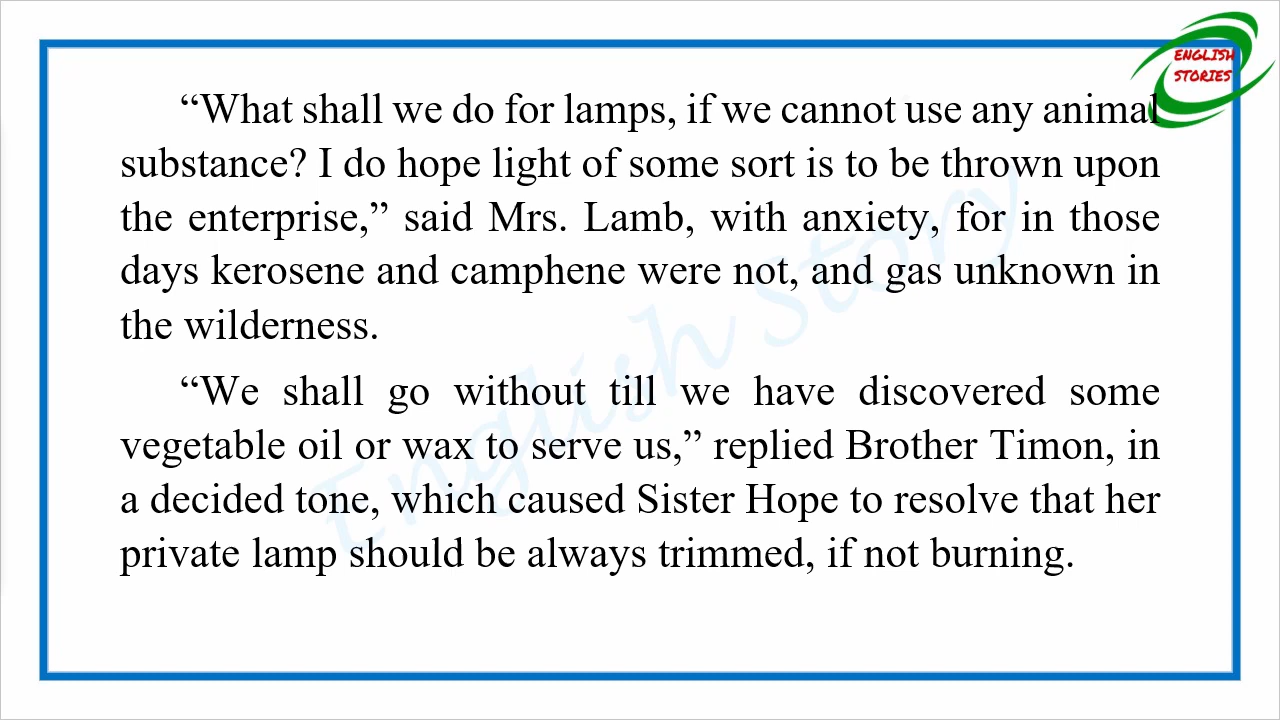 ENGLISH
STORIES
“What shall we do for lamps, if we cannot use any animal
substance? I do hope light of some sort is to be thrown upon
the enterprise,” said Mrs. Lamb, with anxiety, for in those
days kerosene and camphene were not, and gas unknown in
the wilderness.
“We shall go without till we have discovered some
vegetable oil or wax to serve us,” replied Brother Timon, in
a decided tone, which caused Sister Hope to resolve that her
private lamp should be always trimmed, if not burning.
English Story